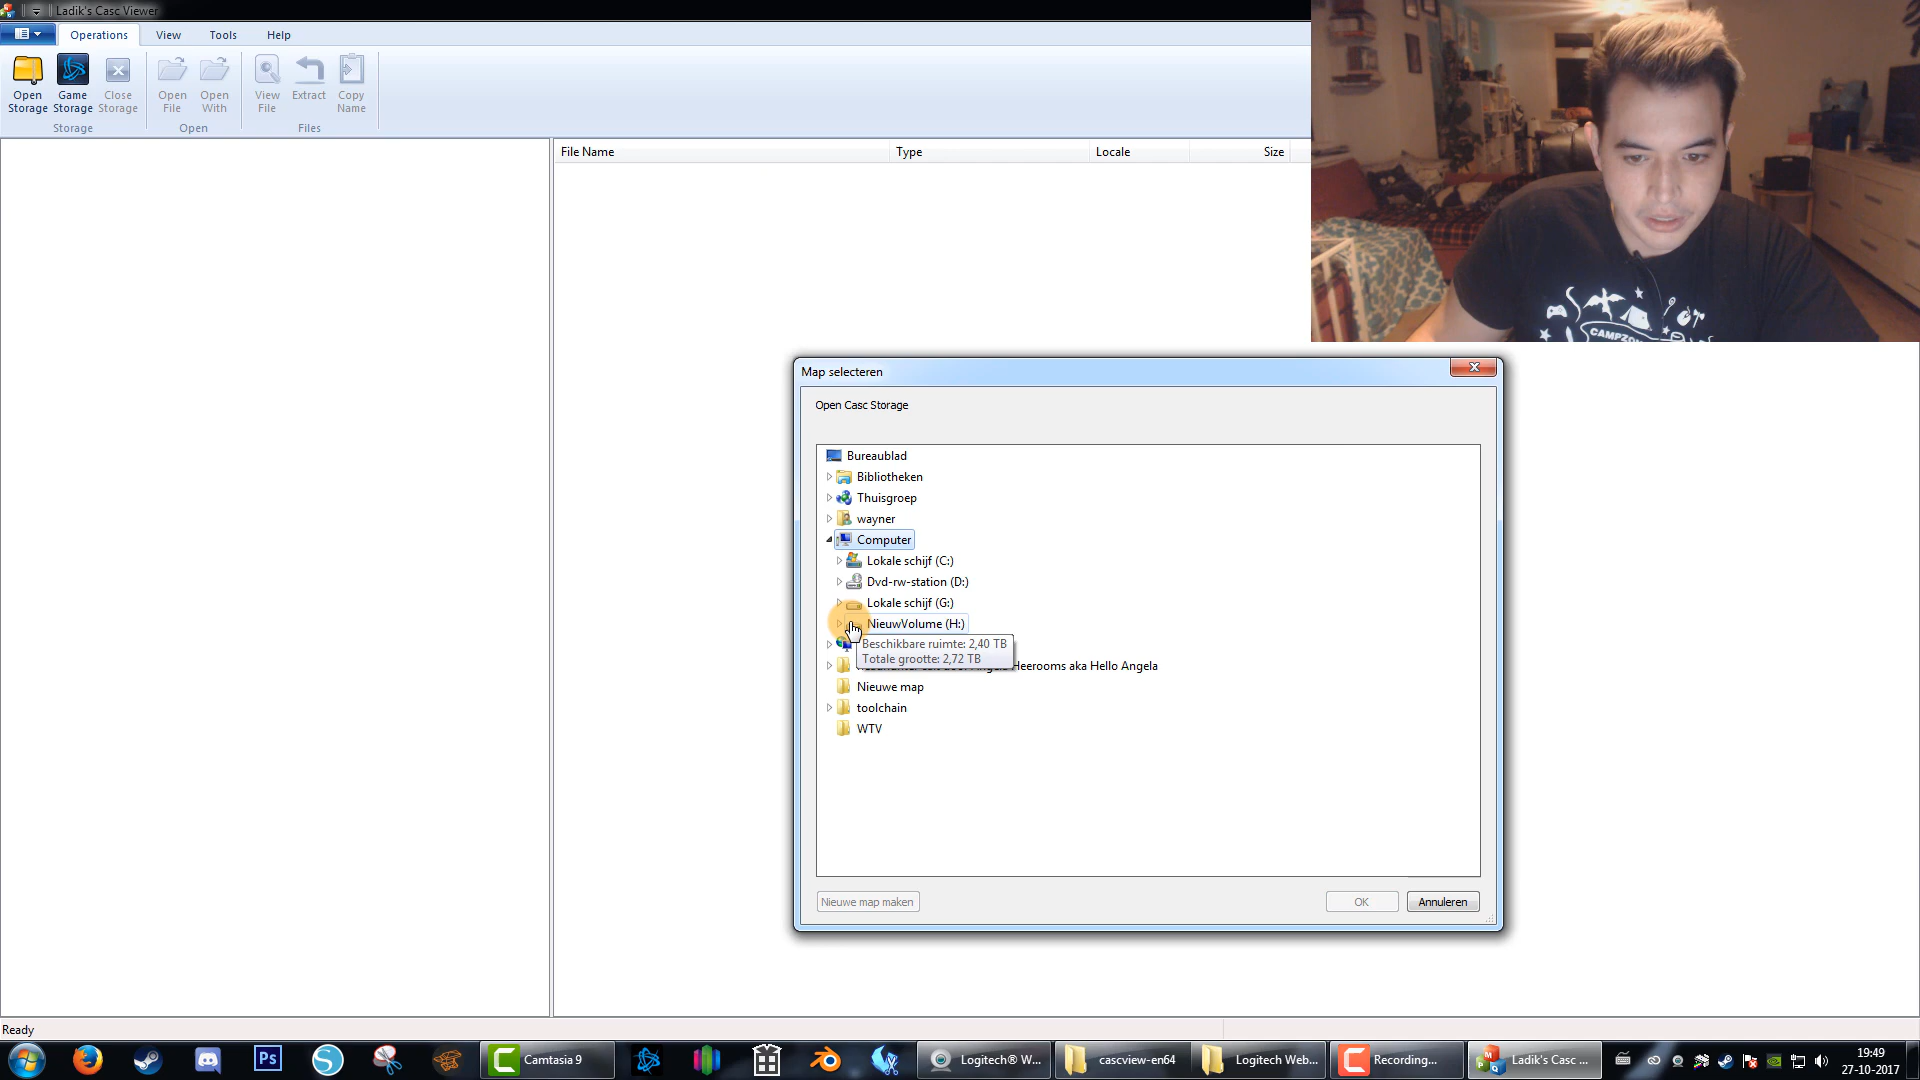 Ladik's Casc Viewer
Operations
View
Tools
Help
Open
Storage
Game
Storage
Close
Storage
Open
File
Open
With
View
File
Extract
Copy
Name
Storage
Open
Files
File Name
Type
Locale
Size
CAMPZO
Map selecteren
Open Casc Storage
Bureaublad
Bibliotheken
Thuisgroep
wayner
Computer
Lokale schijf (C:)
Dvd-rw-station (D:)
Lokale schijf (G:)
NieuwVolume (H:)
Beschikbare ruimte: 2,40 TB
Totale grootte: 2,72 TB
Heerooms aka Hello Angela
Nieuwe map
toolchain
WTV
Nieuwe map maken
OK
Annuleren
Ready
Ps
Camtasia 9
Logitech® W...
cascview-en64
Logitech Web...
Recording...
Ladik's Casc ...
19:49
27-10-2017